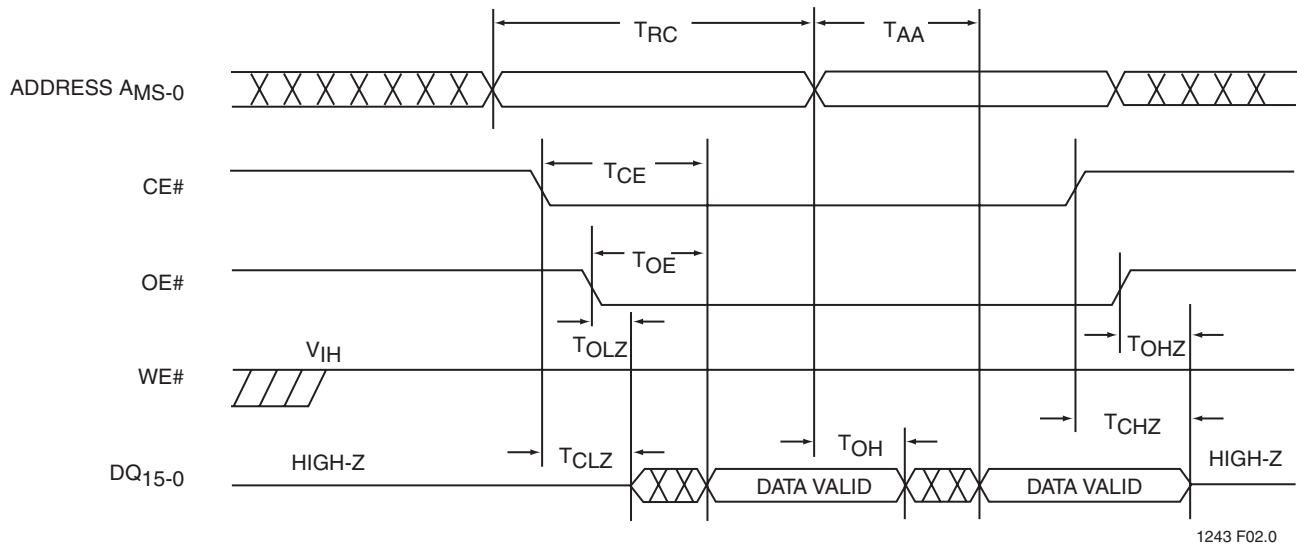 TRC
TAA
ADDRESS AMS-0
TCE
CE#
TOE
OE#
TOLZ
TOHZ
VIH
WE#
TCHZ
TOH
TCLZ
HIGH-Z
HIGH-Z
DQ15-0
DATA VALID
DATA VALID
1243 F02.0